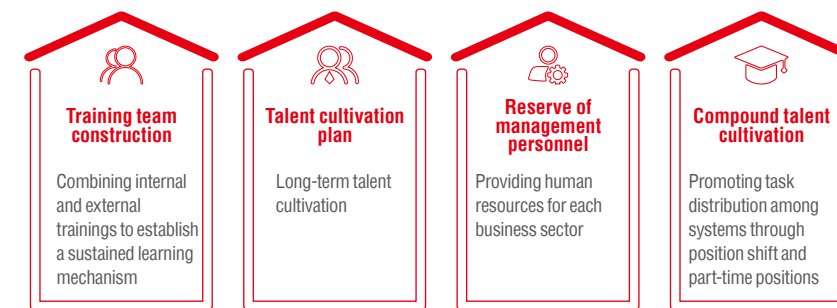 Training team
construction
Combining internal
and external
trainings to establish
a sustained learning
mechanism
Talent cultivation
plan
Long-term talent
cultivation
Reserve of
management
personnel
Providing human
resources for each
business sector
Compound talent
cultivation
Promoting task
distribution among
systems through
position shift and
part-time positions